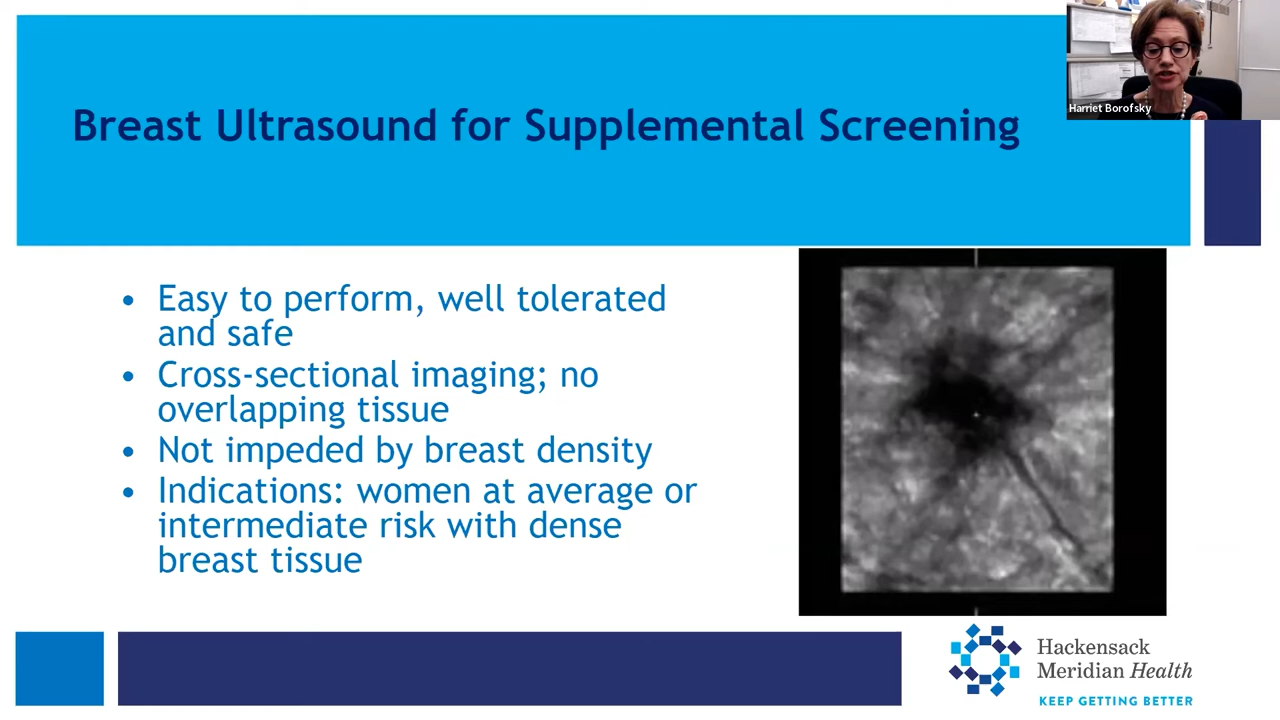 Breast Ultrasound for Supplemental Screening
Harriet Borofsky
• Easy to perform, well tolerated
and safe
• Cross-sectional imaging; no
overlapping tissue
• Not impeded by breast density
• Indications: women at average or
intermediate risk with dense
breast tissue
Hackensack
Meridian Health
KEEP GETTING BETTER